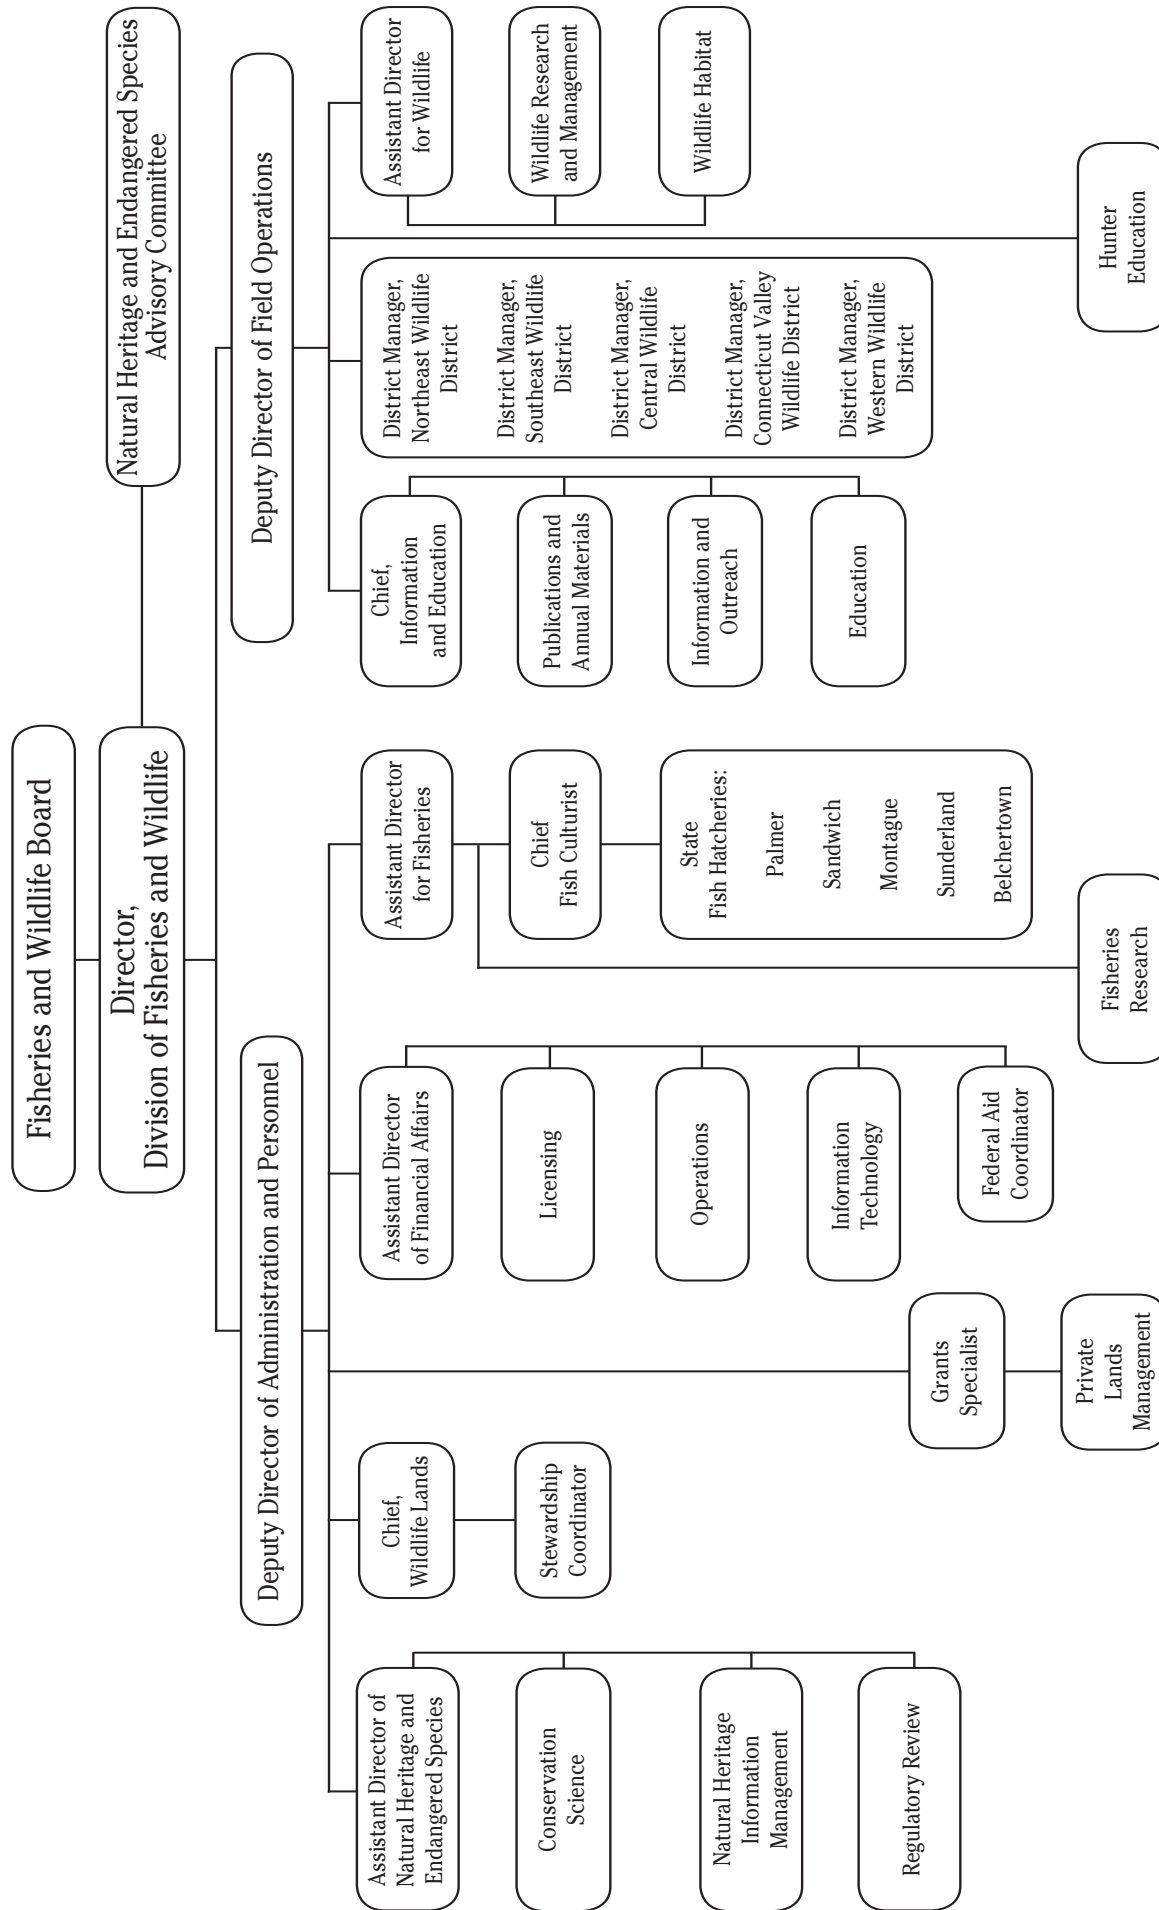 Fisheries and Wildlife Board
Director,
Division of Fisheries and Wildlife
Natural Heritage and Endangered Species
Advisory Committee
Deputy Director of Administration and Personnel
Deputy Director of Field Operations
Assistant Director of
Natural Heritage and
Endangered Species
Conservation
Science
Natural Heritage
Information
Management
Regulatory Review
Chief,
Wildlife Lands
Stewardship
Coordinator
Grants
Specialist
Private
Lands
Management
Assistant Director
of Financial Affairs
Licensing
Operations
Information
Technology
Federal Aid
Coordinator
Assistant Director
for Fisheries
Chief
Fish Culturist
State
Fish Hatcheries:
Palmer
Sandwich
Montague
Sunderland
Belchertown
Fisheries
Research
Chief,
Information
and Education
Publications and
Annual Materials
Information and
Outreach
Education
District Manager,
Northeast Wildlife
District
District Manager,
Southeast Wildlife
District
District Manager,
Central Wildlife
District
District Manager,
Connecticut Valley
Wildlife District
District Manager,
Western Wildlife
District
Assistant Director
for Wildlife
Wildlife Research
and Management
Wildlife Habitat
Hunter
Education